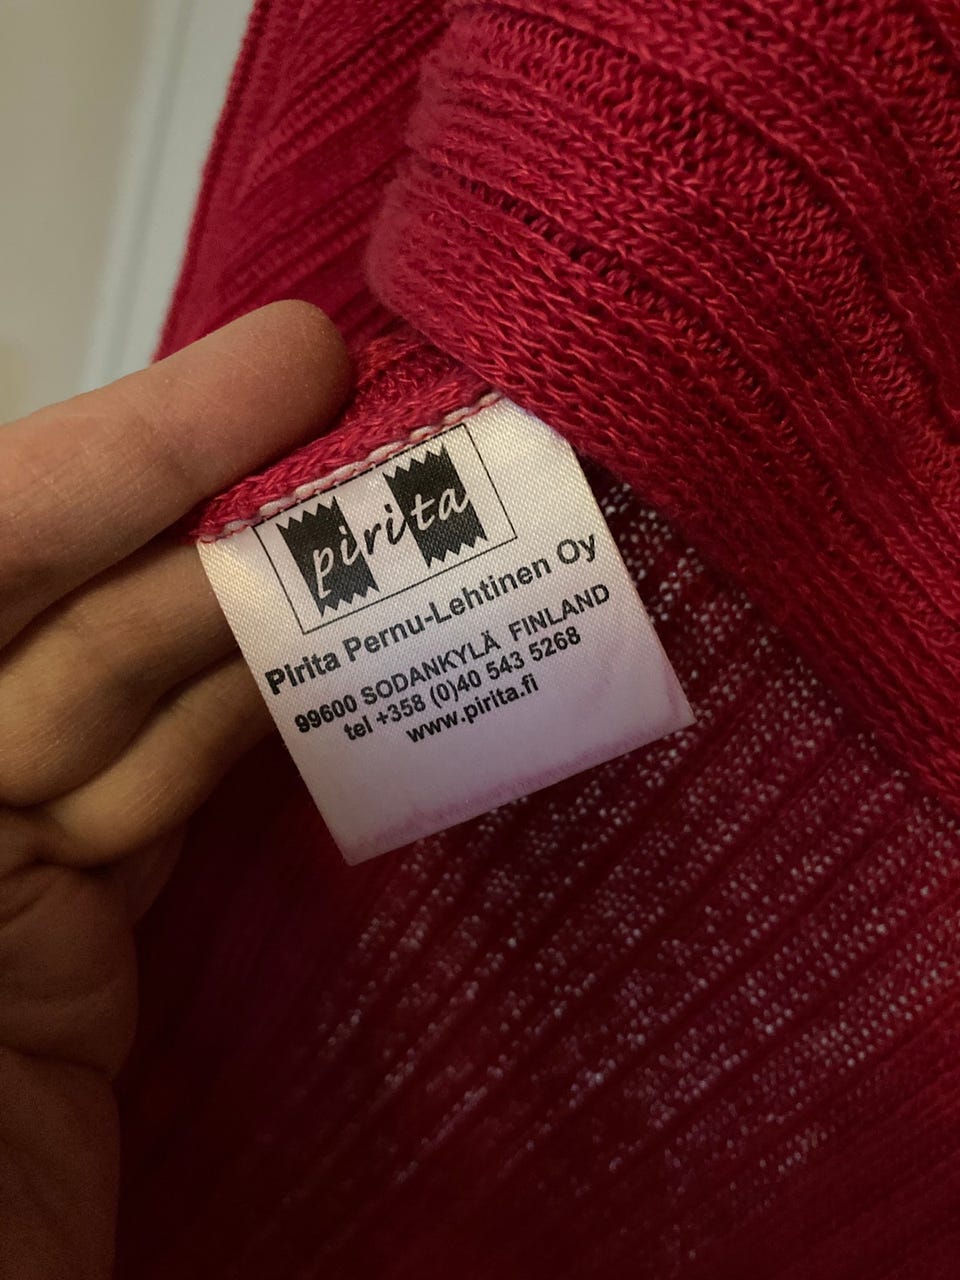 pirita
Pirita Pernu-Lehtinen Oy
99600 SODANKYLÄ FINLAND
tel +358 (0)40 543 5268
www.pirita.fi